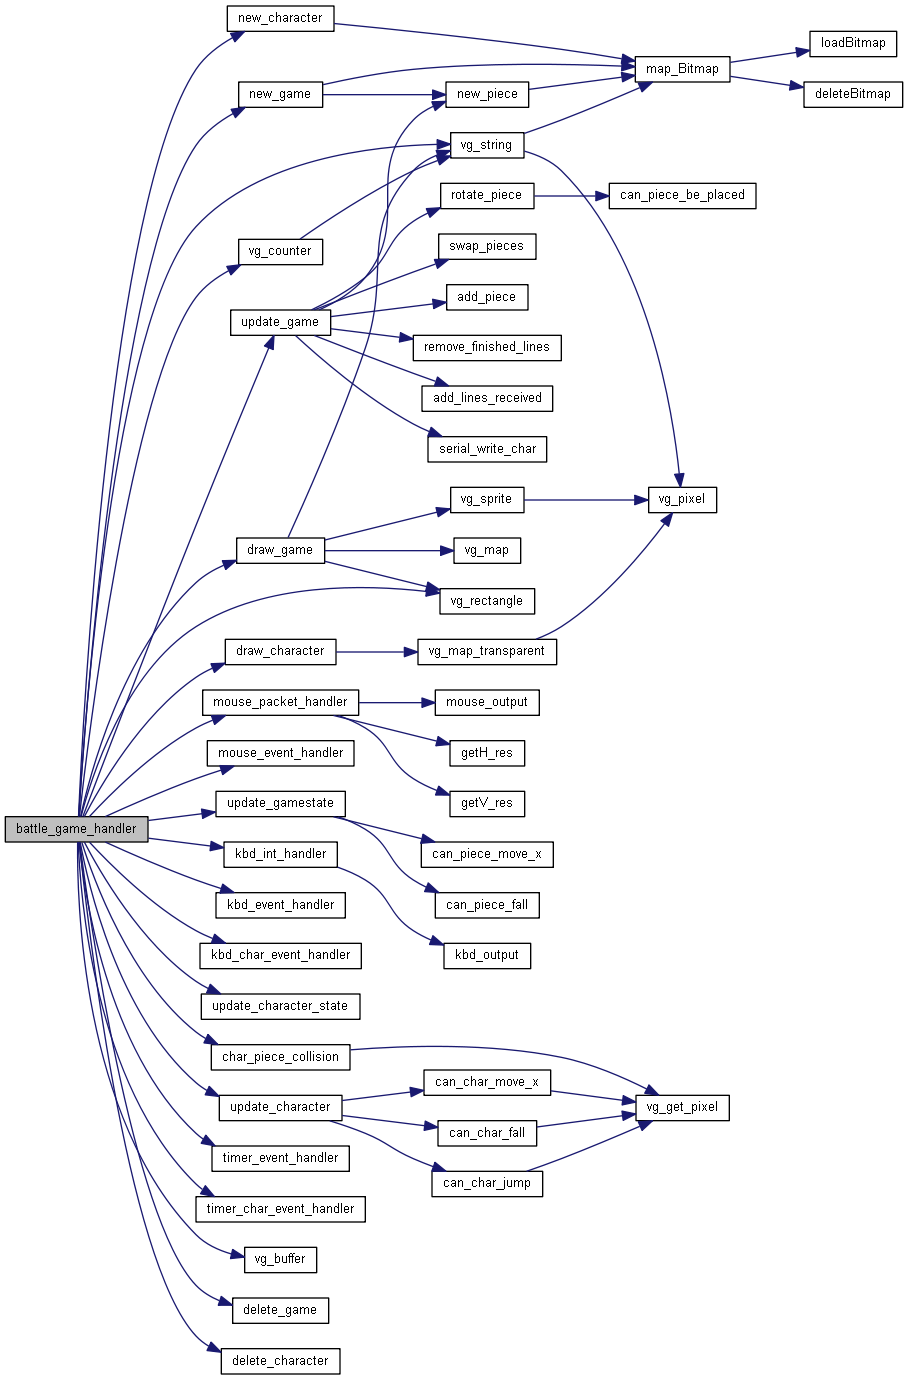 new_character
loadBitmap
map_Bitmap
new_game
new_piece
deleteBitmap
vg_string
rotate_piece
can_piece_be_placed
vg_counter
swap_pieces
add_piece
update_game
remove_finished_lines
add_lines_received
serial_write_char
vg_sprite
vg_pixel
draw_game
vg_map
vg_rectangle
draw_character
vg_map_transparent
mouse_packet_handler
mouse_output
mouse_event_handler
getH_res
update_gamestate
getV_res
battle_game_handler
kbd_int_handler
can_piece_move_x
kbd_event_handler
can_piece_fall
kbd_char_event_handler
kbd_output
update_character_state
char_piece_collision
can_char_move_x
update_character
vg_get_pixel
can_char_fall
timer_event_handler
can_char_jump
timer_char_event_handler
vg_buffer
delete_game
delete_character